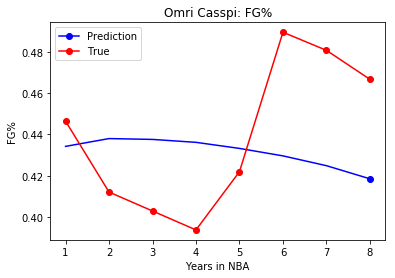 Omri Casspi: FG%
Prediction
True
FG%
0.48
0.46
0.44
0.42
0.40
1 2 3 4 5 6 7 8
Years in NBA